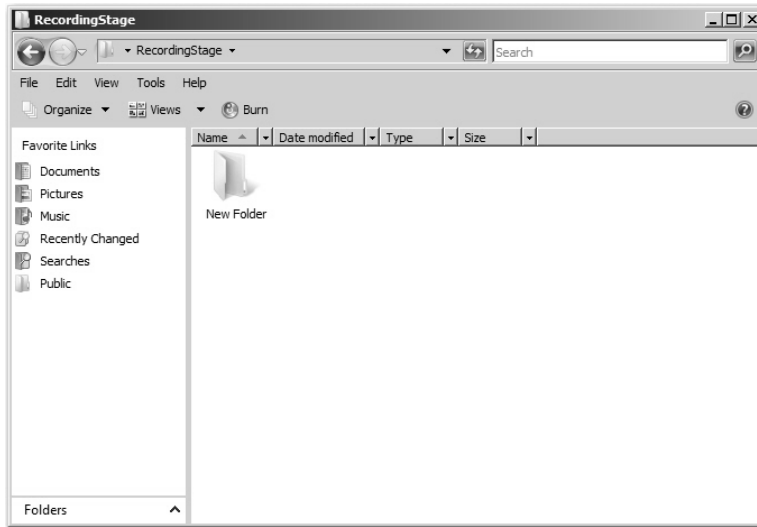 RecordingStage
RecordingStage
Search
File Edit View Tools Help
Organize Views Burn
Favorite Links
Documents
Pictures
Music
Recently Changed
Searches
Public
Folders
Name Date modified Type Size
New Folder